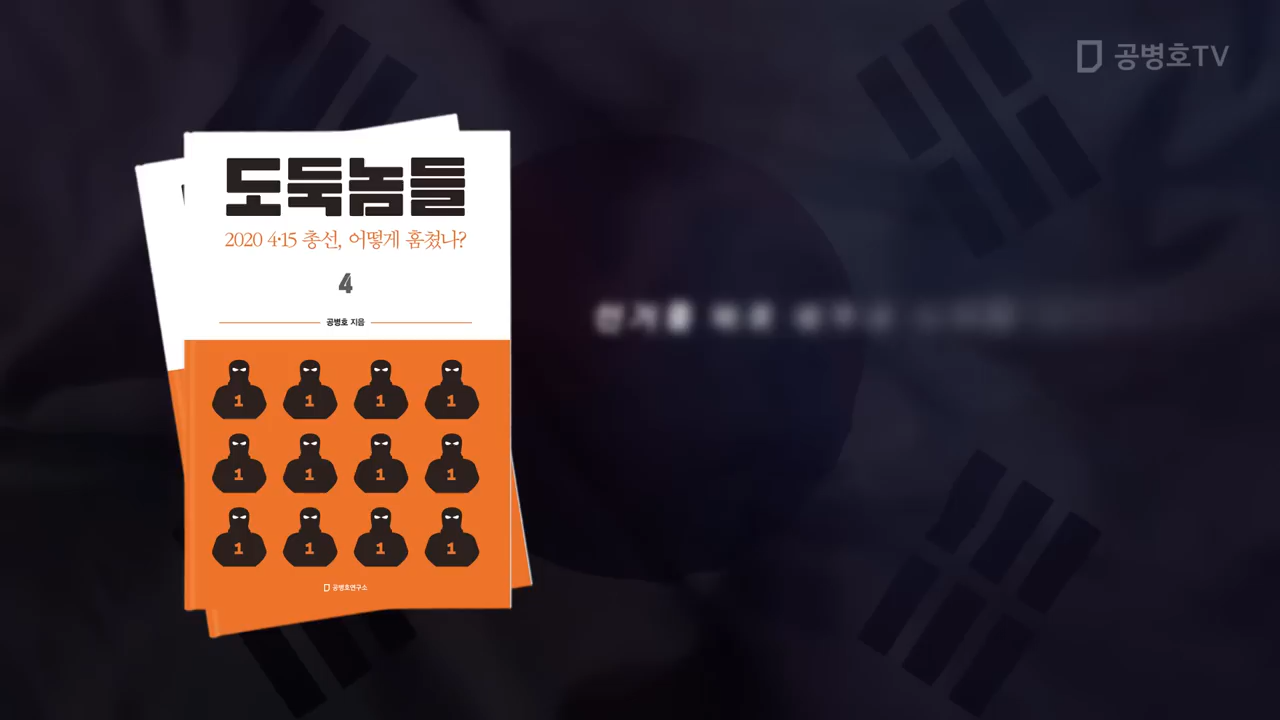 공병호TV
도둑놈들
2020 4·15 총선, 어떻게 훔쳤나?
4
공병호 지음
1 1 1 1
1 1 1 1
1 1 1 1
공병호연구소